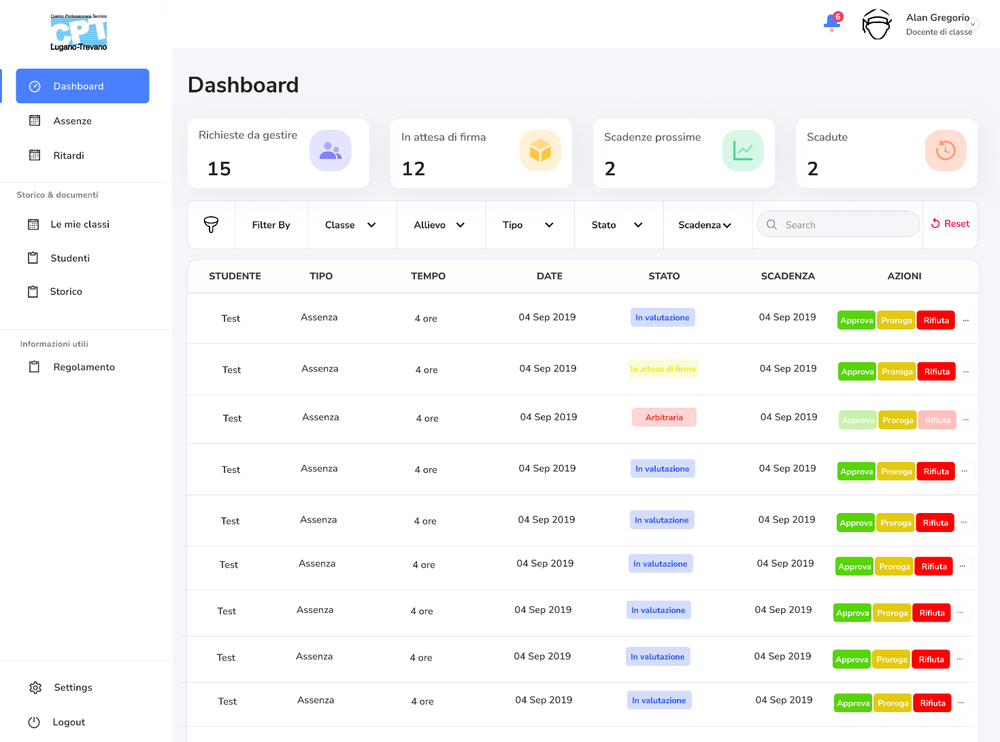 Centro Professionale Tecnico
CPT
Lugano-Trevano
6
Alan Gregorio
Docente di classe
Dashboard
Assenze
Ritardi
Storico & documenti
Le mie classi
Studenti
Storico
Informazioni utili
Regolamento
Settings
Logout
Dashboard
Richieste da gestire
15
In attesa di firma
12
Scadenze prossime
2
Scadute
2
Filter By Classe Allievo Tipo Stato Scadenza Search Reset
STUDENTE TIPO TEMPO DATE STATO SCADENZA AZIONI
Test Assenza 4 ore 04 Sep 2019 In valutazione 04 Sep 2019 Approva Proroga Rifiuta ...
Test Assenza 4 ore 04 Sep 2019 In attesa di firma 04 Sep 2019 Approva Proroga Rifiuta ...
Test Assenza 4 ore 04 Sep 2019 Arbitraria 04 Sep 2019 Approva Proroga Rifiuta ...
Test Assenza 4 ore 04 Sep 2019 In valutazione 04 Sep 2019 Approva Proroga Rifiuta ...
Test Assenza 4 ore 04 Sep 2019 In valutazione 04 Sep 2019 Approva Proroga Rifiuta ...
Test Assenza 4 ore 04 Sep 2019 In valutazione 04 Sep 2019 Approva Proroga Rifiuta ...
Test Assenza 4 ore 04 Sep 2019 In valutazione 04 Sep 2019 Approva Proroga Rifiuta ...
Test Assenza 4 ore 04 Sep 2019 In valutazione 04 Sep 2019 Approva Proroga Rifiuta ...
Test Assenza 4 ore 04 Sep 2019 In valutazione 04 Sep 2019 Approva Proroga Rifiuta ...